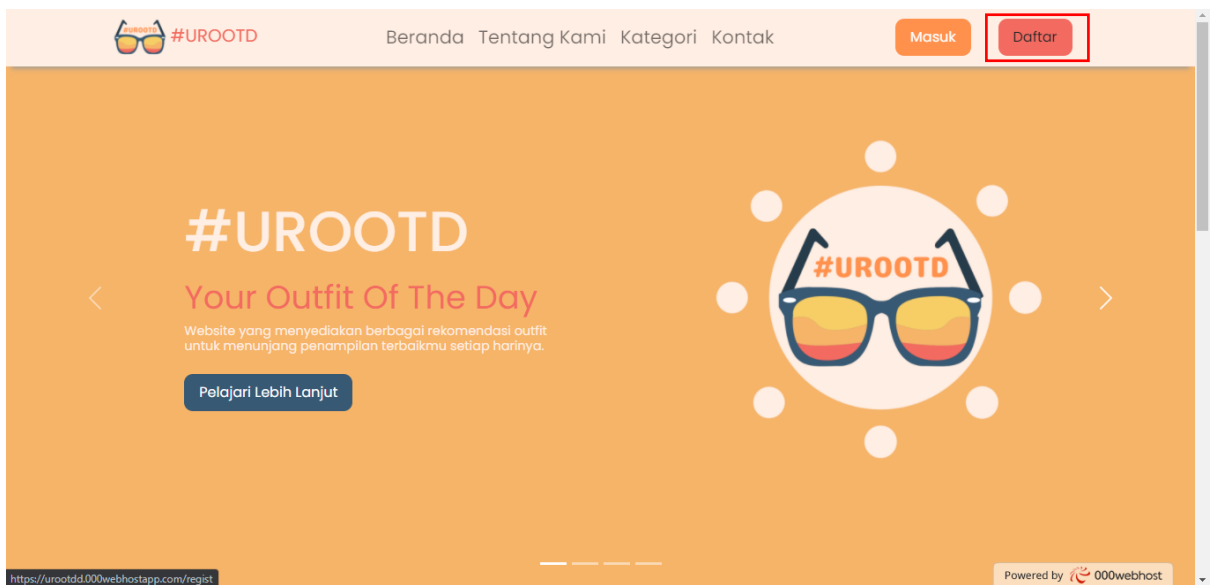 #UROOTD
#UROOTD
Beranda Tentang Kami Kategori Kontak
Masuk
Daftar
#UROOTD
Your Outfit Of The Day
Website yang menyediakan berbagai rekomendasi outfit
untuk menunjang penampilan terbaikmu setiap harinya.
Pelajari Lebih Lanjut
#UROOTD
https://urootdd.000webhostapp.com/regist
Powered by 000webhost